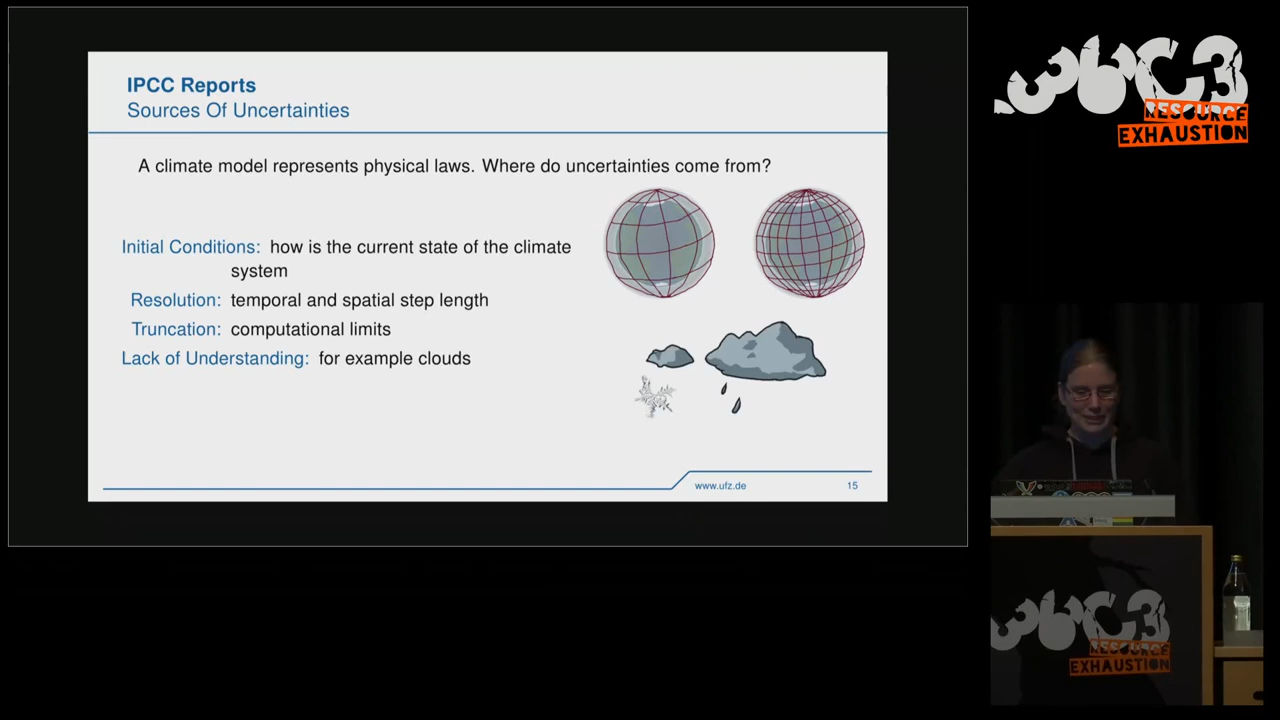 IPCC Reports
Sources Of Uncertainties
A climate model represents physical laws. Where do uncertainties come from?
Initial Conditions: how is the current state of the climate
system
Resolution: temporal and spatial step length
Truncation: computational limits
Lack of Understanding: for example clouds
www.ufz.de 15
36C3
RESOURCE
EXHAUSTION
36C3
RESOURCE
EXHAUSTION